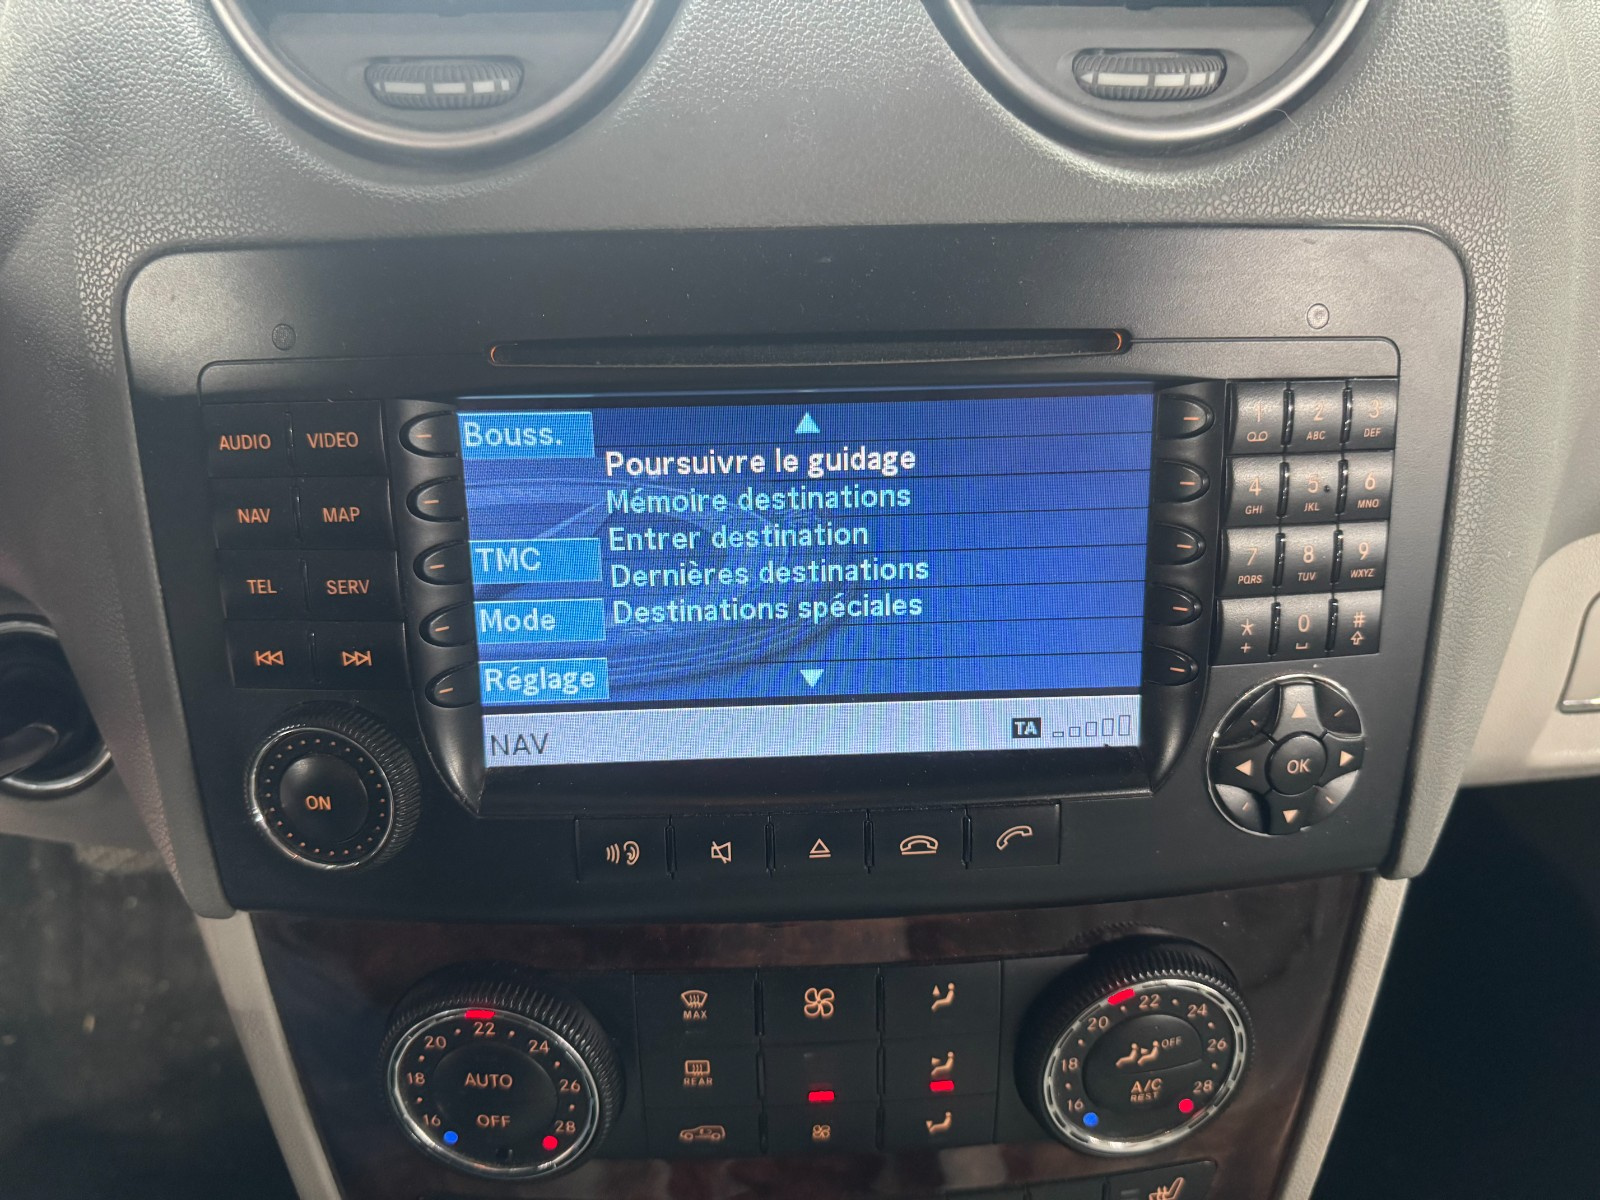 AUDIO VIDEO
NAV MAP
TEL SERV
ON
Bouss.
TMC
Mode
Réglage
Poursuivre le guidage
Mémoire destinations
Entrer destination
Dernières destinations
Destinations spéciales
NAV TA
1 2 3
ABC DEF
4 5 6
GHI JKL MNO
7 8 9
PQRS TUV WXYZ
* 0 #
+
OK
16 18 20 22 24 26 28
AUTO
OFF
MAX
REAR
16 18 20 22 24 26 28
OFF
A/C
REST